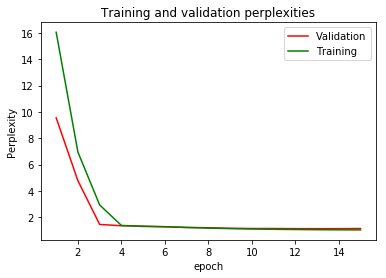 Training and validation perplexities
16
14
12
10
8
6
4
2
Perplexity
Validation
Training
2 4 6 8 10 12 14
epoch